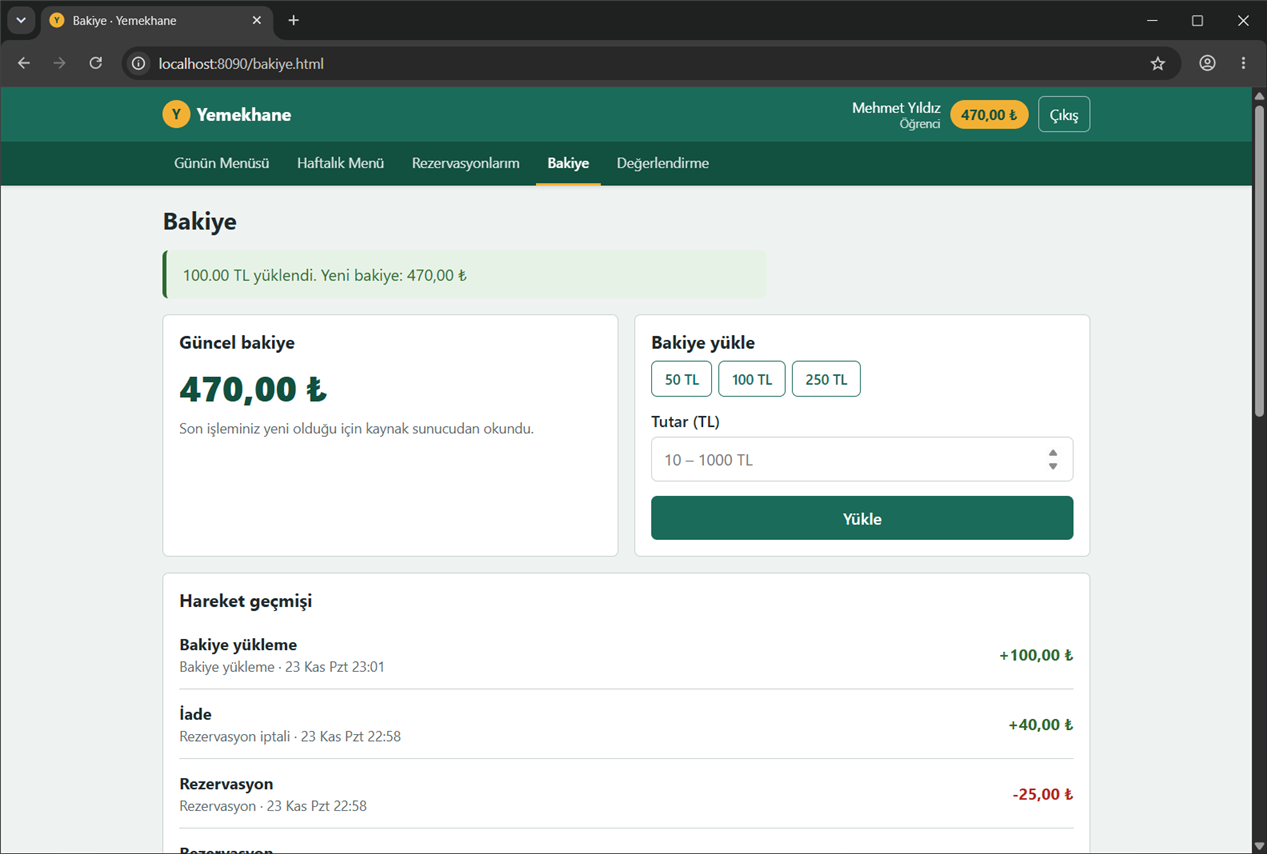 Y Bakiye · Yemekhane
localhost:8090/bakiye.html
Y Yemekhane
Mehmet Yıldız
Öğrenci
470,00 ₺
Çıkış
Günün Menüsü Haftalık Menü Rezervasyonlarım Bakiye Değerlendirme
Bakiye
100.00 TL yüklendi. Yeni bakiye: 470,00 ₺
Güncel bakiye
470,00 ₺
Son işleminiz yeni olduğu için kaynak sunucudan okundu.
Bakiye yükle
50 TL 100 TL 250 TL
Tutar (TL)
10 – 1000 TL
Yükle
Hareket geçmişi
Bakiye yükleme
Bakiye yükleme · 23 Kas Pzt 23:01
+100,00 ₺
İade
Rezervasyon iptali · 23 Kas Pzt 22:58
+40,00 ₺
Rezervasyon
Rezervasyon · 23 Kas Pzt 22:58
-25,00 ₺
Rezervasyon